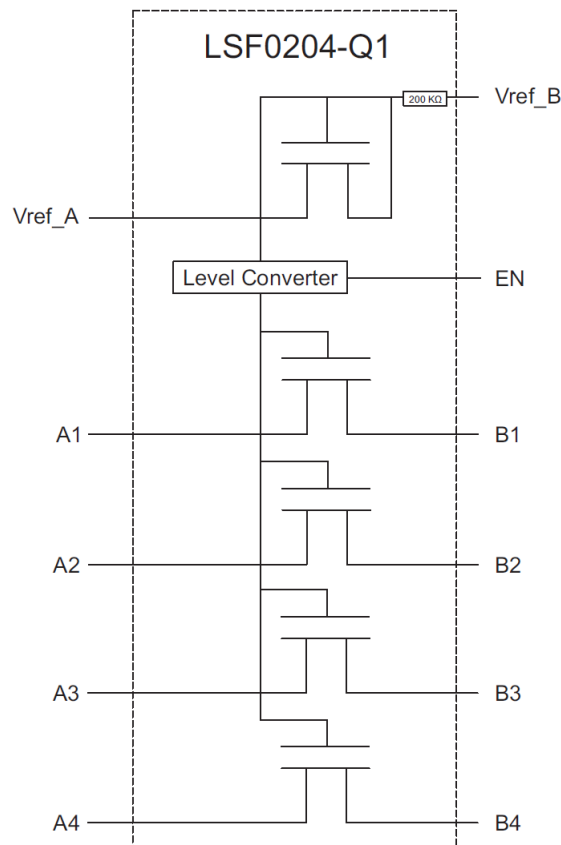 LSF0204-Q1
200 KΩ
Vref_B
Vref_A
Level Converter
EN
A1
B1
A2
B2
A3
B3
A4
B4